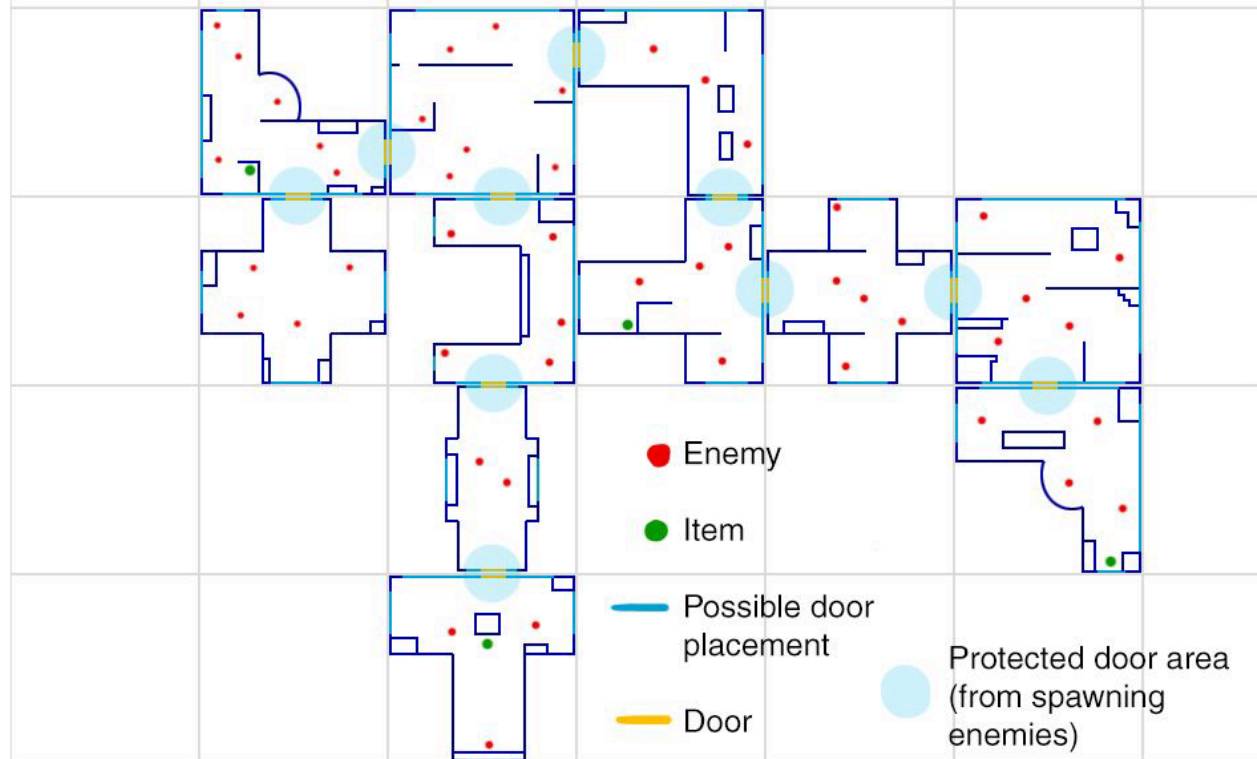 Enemy
Item
Possible door
placement
Door
Protected door area
(from spawning
enemies)